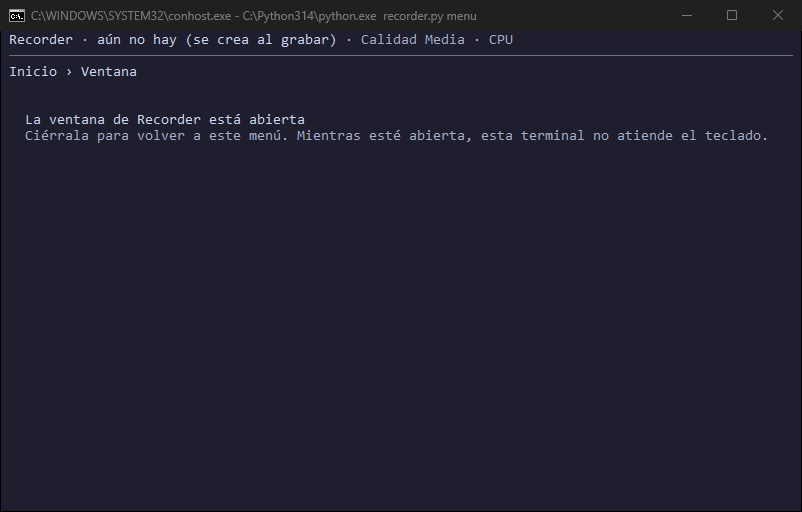 C:\WINDOWS\SYSTEM32\conhost.exe - C:\Python314\python.exe  recorder.py menu
Recorder · aún no hay (se crea al grabar) · Calidad Media · CPU
Inicio › Ventana
La ventana de Recorder está abierta
Ciérrala para volver a este menú. Mientras esté abierta, esta terminal no atiende el teclado.